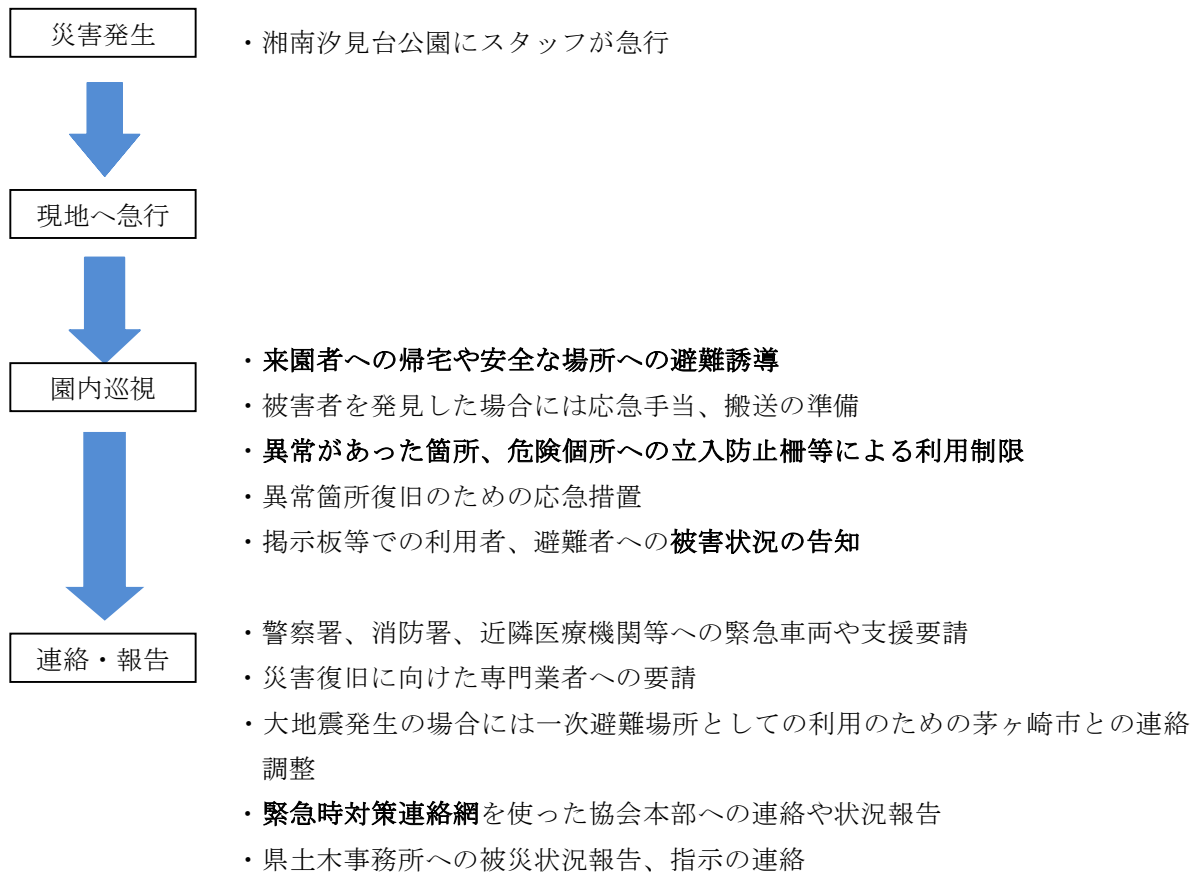 災害発生
・湘南汐見台公園にスタッフが急行
現地へ急行
・来園者への帰宅や安全な場所への避難誘導
園内巡視
・被害者を発見した場合には応急手当、搬送の準備
・異常があった箇所、危険個所への立入防止柵等による利用制限
・異常箇所復旧のための応急措置
・掲示板等での利用者、避難者への被害状況の告知
・警察署、消防署、近隣医療機関等への緊急車両や支援要請
連絡・報告
・災害復旧に向けた専門業者への要請
・大地震発生の場合には一次避難場所としての利用のための茅ヶ崎市との連絡
調整
・緊急時対策連絡網を使った協会本部への連絡や状況報告
・県土木事務所への被災状況報告、指示の連絡